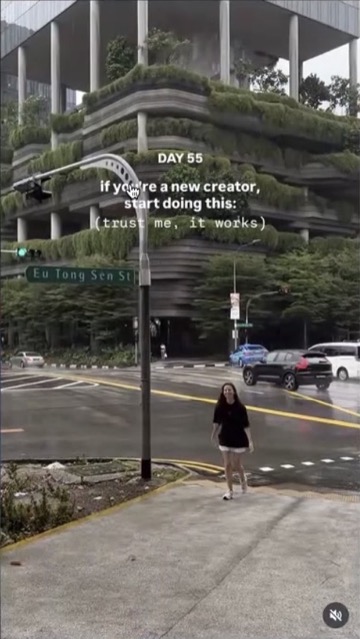 DAY 55
if you're a new creator,
start doing this:
(trust me, it works)
Eu Tong Sen St